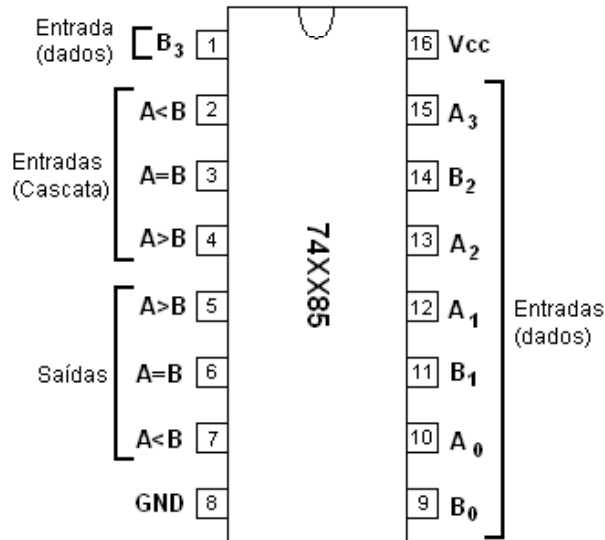 Entrada
(dados)
B3 1
16 Vcc
A<B 2
15 A3
Entradas
(Cascata)
A=B 3
14 B2
A>B 4
13 A2
74XX85
A>B 5
12 A1
Entradas
(dados)
Saídas
A=B 6
11 B1
A<B 7
10 A0
GND 8
9 B0